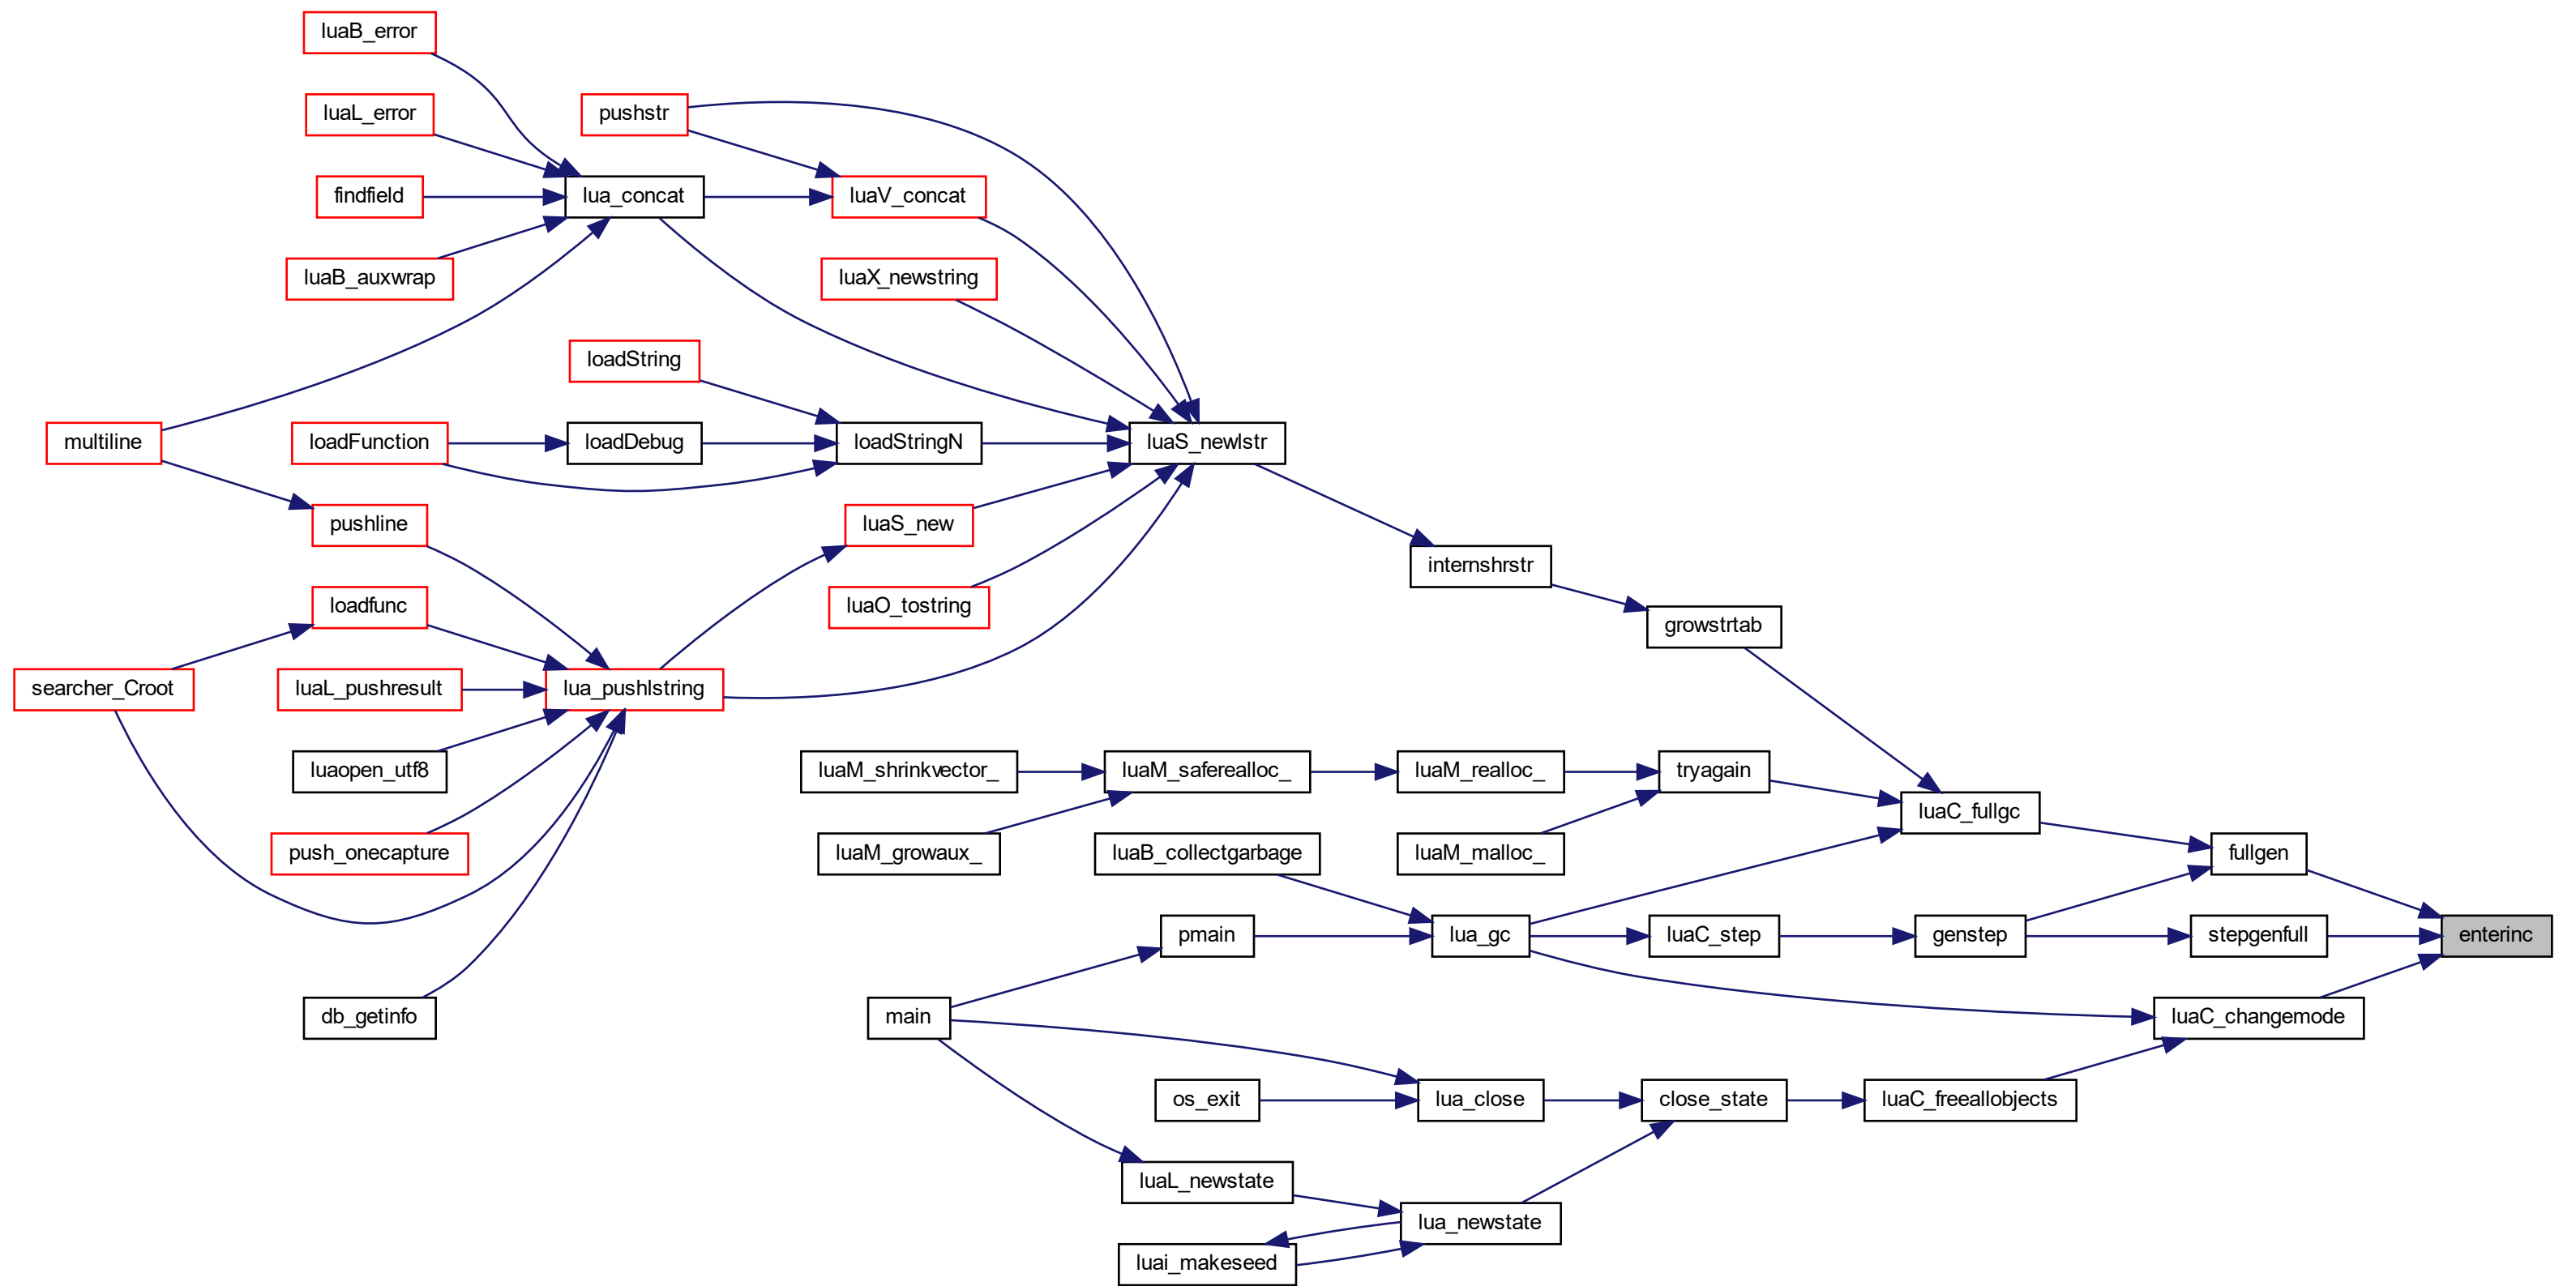 luaB_error
luaL_error
pushstr
findfield
lua_concat
luaV_concat
luaB_auxwrap
luaX_newstring
loadString
multiline
loadFunction
loadDebug
loadStringN
luaS_newlstr
pushline
luaS_new
internshrstr
loadfunc
luaO_tostring
growstrtab
searcher_Croot
luaL_pushresult
lua_pushlstring
luaopen_utf8
luaM_shrinkvector_
luaM_saferealloc_
luaM_realloc_
tryagain
luaC_fullgc
push_onecapture
luaM_growaux_
luaB_collectgarbage
luaM_malloc_
fullgen
pmain
lua_gc
luaC_step
genstep
stepgenfull
enterinc
db_getinfo
main
luaC_changemode
os_exit
lua_close
close_state
luaC_freeallobjects
luaL_newstate
lua_newstate
luai_makeseed